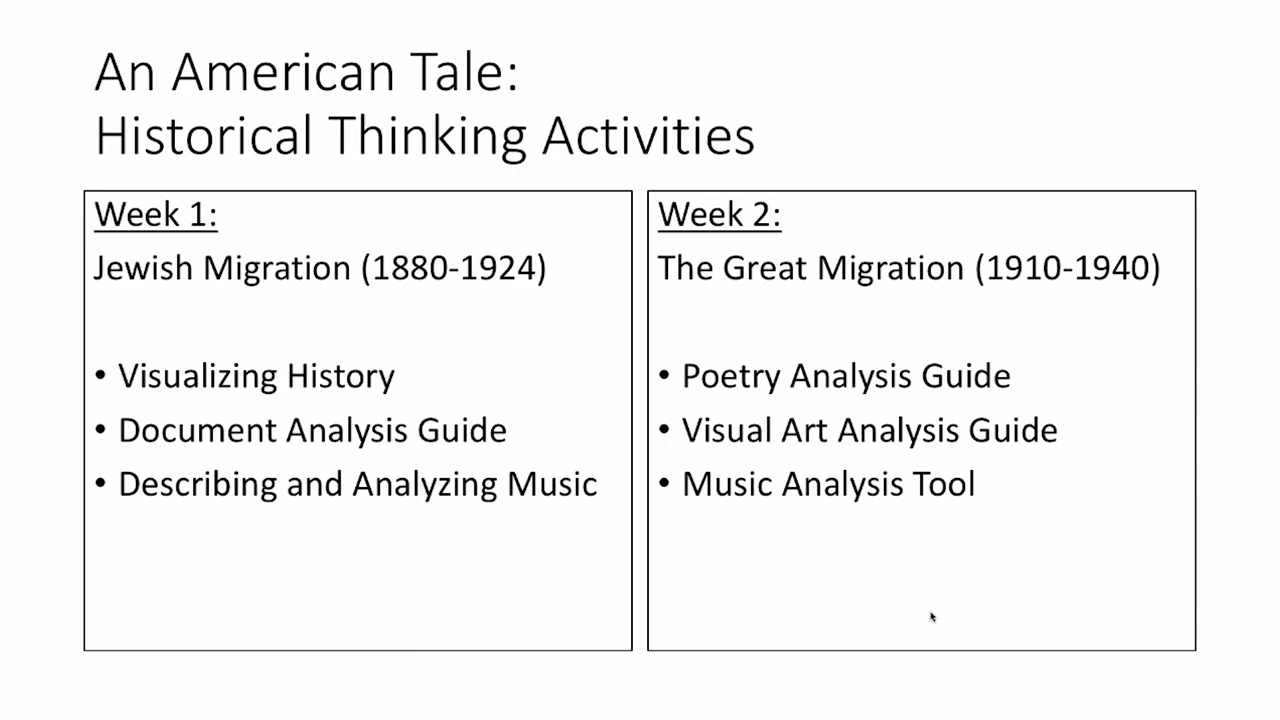 An American Tale:
Historical Thinking Activities
Week 1:
Jewish Migration (1880-1924)
• Visualizing History
• Document Analysis Guide
• Describing and Analyzing Music
Week 2:
The Great Migration (1910-1940)
• Poetry Analysis Guide
• Visual Art Analysis Guide
• Music Analysis Tool